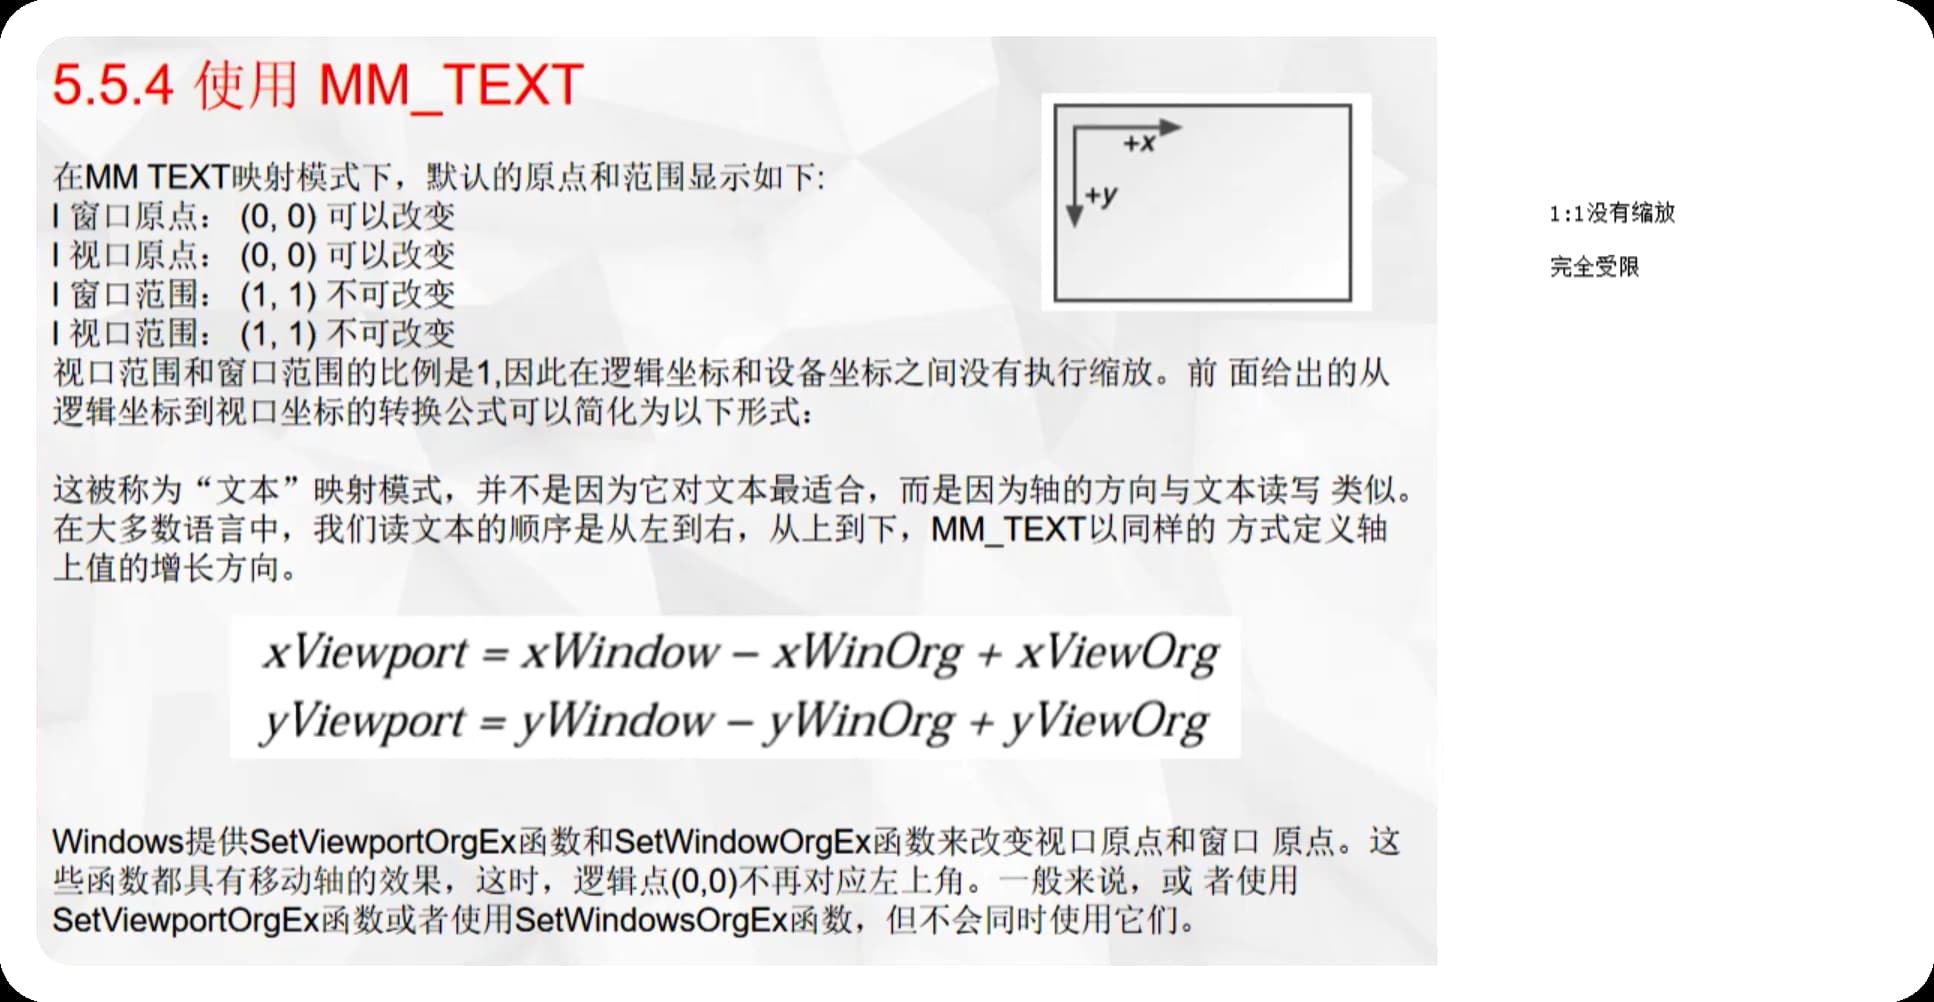 5.5.4 使用 MM_TEXT
+x
+y
在MM TEXT映射模式下，默认的原点和范围显示如下:
l 窗口原点： (0, 0) 可以改变
l 视口原点： (0, 0) 可以改变
l 窗口范围： (1, 1) 不可改变
l 视口范围： (1, 1) 不可改变
视口范围和窗口范围的比例是1,因此在逻辑坐标和设备坐标之间没有执行缩放。前 面给出的从
逻辑坐标到视口坐标的转换公式可以简化为以下形式：
这被称为“文本”映射模式，并不是因为它对文本最适合，而是因为轴的方向与文本读写 类似。
在大多数语言中，我们读文本的顺序是从左到右，从上到下，MM_TEXT以同样的 方式定义轴
上值的增长方向。
xViewport = xWindow − xWinOrg + xViewOrg
yViewport = yWindow − yWinOrg + yViewOrg
Windows提供SetViewportOrgEx函数和SetWindowOrgEx函数来改变视口原点和窗口 原点。这
些函数都具有移动轴的效果，这时，逻辑点(0,0)不再对应左上角。一般来说，或 者使用
SetViewportOrgEx函数或者使用SetWindowsOrgEx函数，但不会同时使用它们。
1:1没有缩放
完全受限